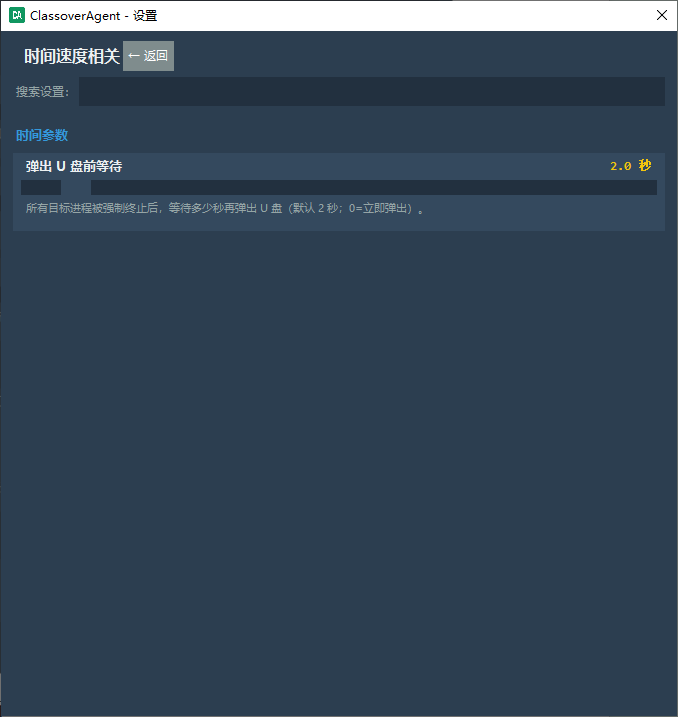 CA ClassoverAgent - 设置
时间速度相关 ← 返回
搜索设置:
时间参数
弹出 U 盘前等待 2.0 秒
所有目标进程被强制终止后，等待多少秒再弹出 U 盘（默认 2 秒；0=立即弹出）。